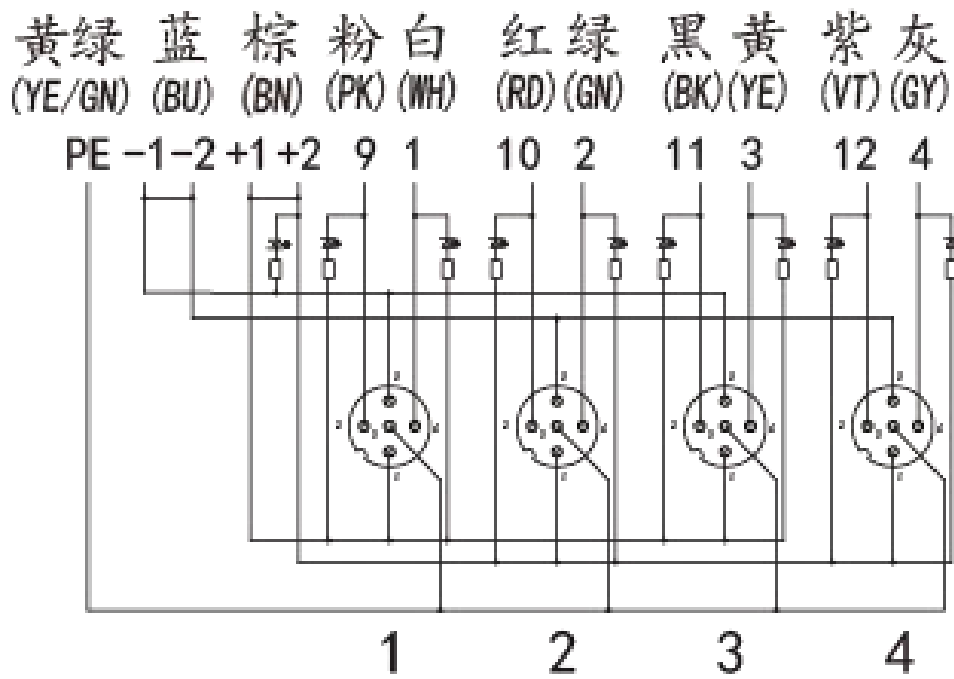 黄绿 蓝 棕 粉 白 红 绿 黑 黄 紫 灰
(YE/GN) (BU) (BN) (PK) (WH) (RD) (GN) (BK) (YE) (VT) (GY)
PE -1 -2 +1 +2 9 1 10 2 11 3 12 4
1 2 3 4